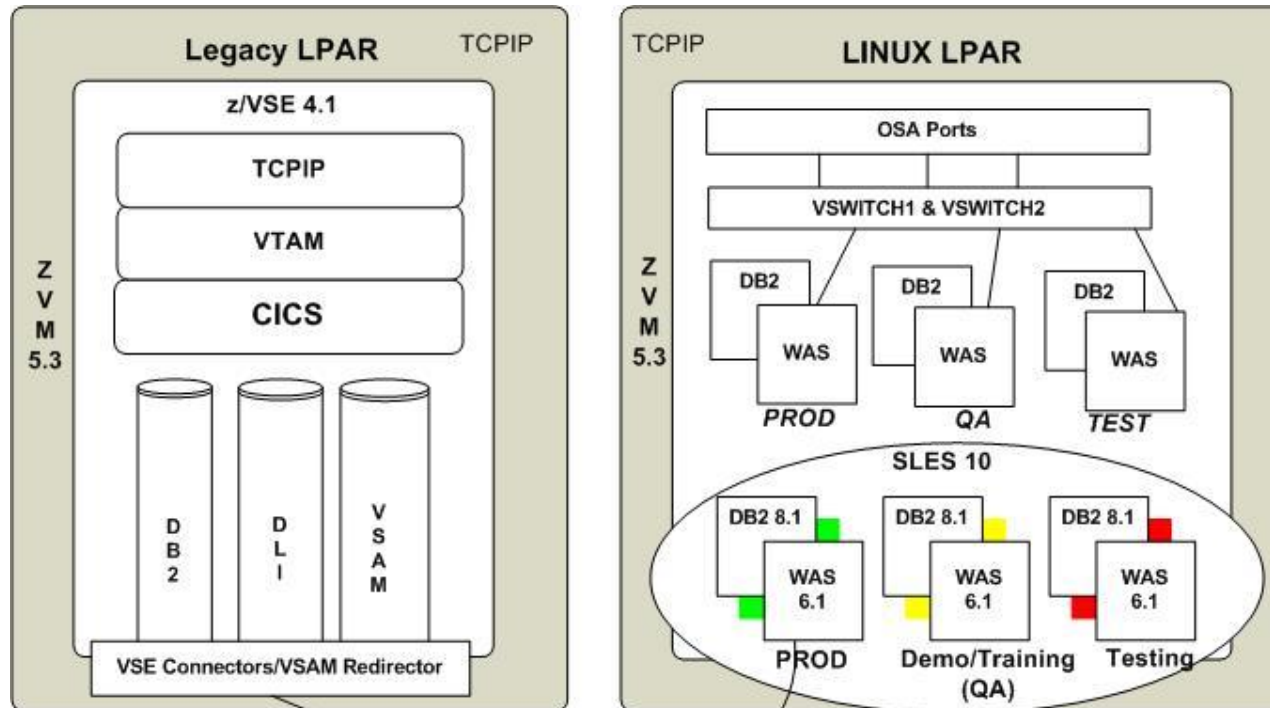 Legacy LPAR
TCPIP
z/VSE 4.1
TCPIP
VTAM
CICS
Z
V
M
5.3
D
B
2
D
L
I
V
S
A
M
VSE Connectors/VSAM Redirector
TCPIP
LINUX LPAR
OSA Ports
VSWITCH1 & VSWITCH2
Z
V
M
5.3
DB2
WAS
PROD
DB2
WAS
QA
DB2
WAS
TEST
SLES 10
DB2 8.1
WAS
6.1
PROD
DB2 8.1
WAS
6.1
Demo/Training
(QA)
DB2 8.1
WAS
6.1
Testing